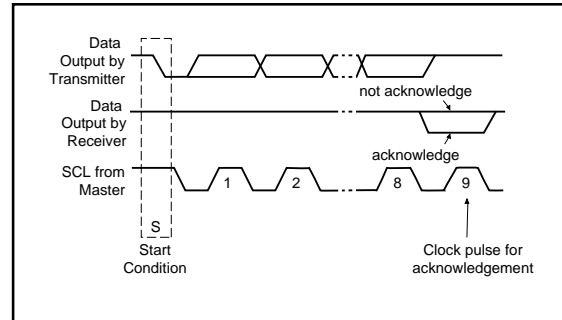 Data
Output by
Transmitter
not acknowledge
Data
Output by
Receiver
acknowledge
SCL from
Master
1
2
8
9
S
Start
Condition
Clock pulse for
acknowledgement